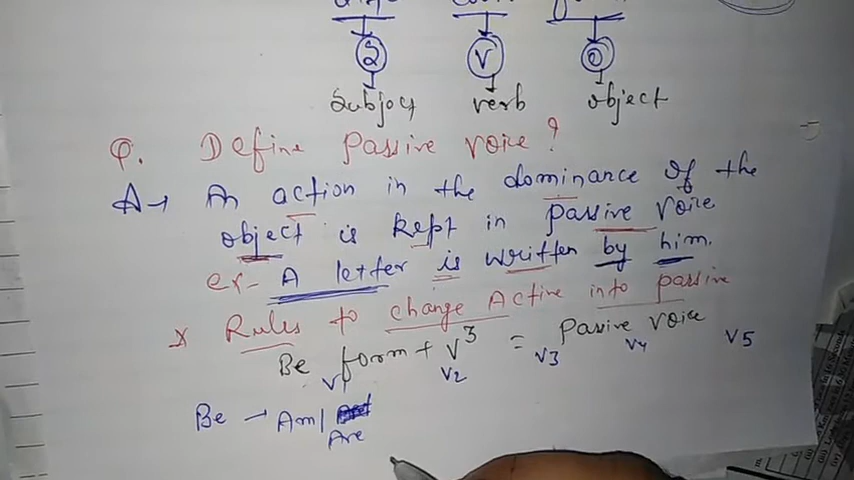 S V O
Subject verb object
Q. Define Passive Voice?
A→ An action in the dominance of the
object is kept in passive Voice
ex- A letter is written by him.
x Rules to change Active into passive
Be form + V3 = Passive Voice
V1 V2 V3 V4 V5
Be → Am|
Are